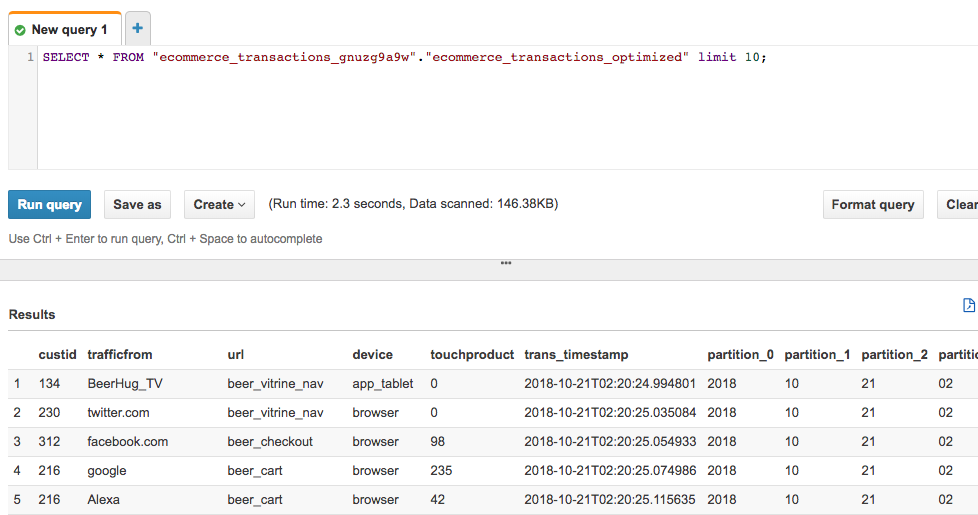 New query 1 +
1 SELECT * FROM "ecommerce_transactions_gnuzg9a9w"."ecommerce_transactions_optimized" limit 10;
Run query Save as Create (Run time: 2.3 seconds, Data scanned: 146.38KB) Format query Clear
Use Ctrl + Enter to run query, Ctrl + Space to autocomplete
Results
custid trafficfrom url device touchproduct trans_timestamp partition_0 partition_1 partition_2 partitic
1 134 BeerHug_TV beer_vitrine_nav app_tablet 0 2018-10-21T02:20:24.994801 2018 10 21 02
2 230 twitter.com beer_vitrine_nav browser 0 2018-10-21T02:20:25.035084 2018 10 21 02
3 312 facebook.com beer_checkout browser 98 2018-10-21T02:20:25.054933 2018 10 21 02
4 216 google beer_cart browser 235 2018-10-21T02:20:25.074986 2018 10 21 02
5 216 Alexa beer_cart browser 42 2018-10-21T02:20:25.115635 2018 10 21 02